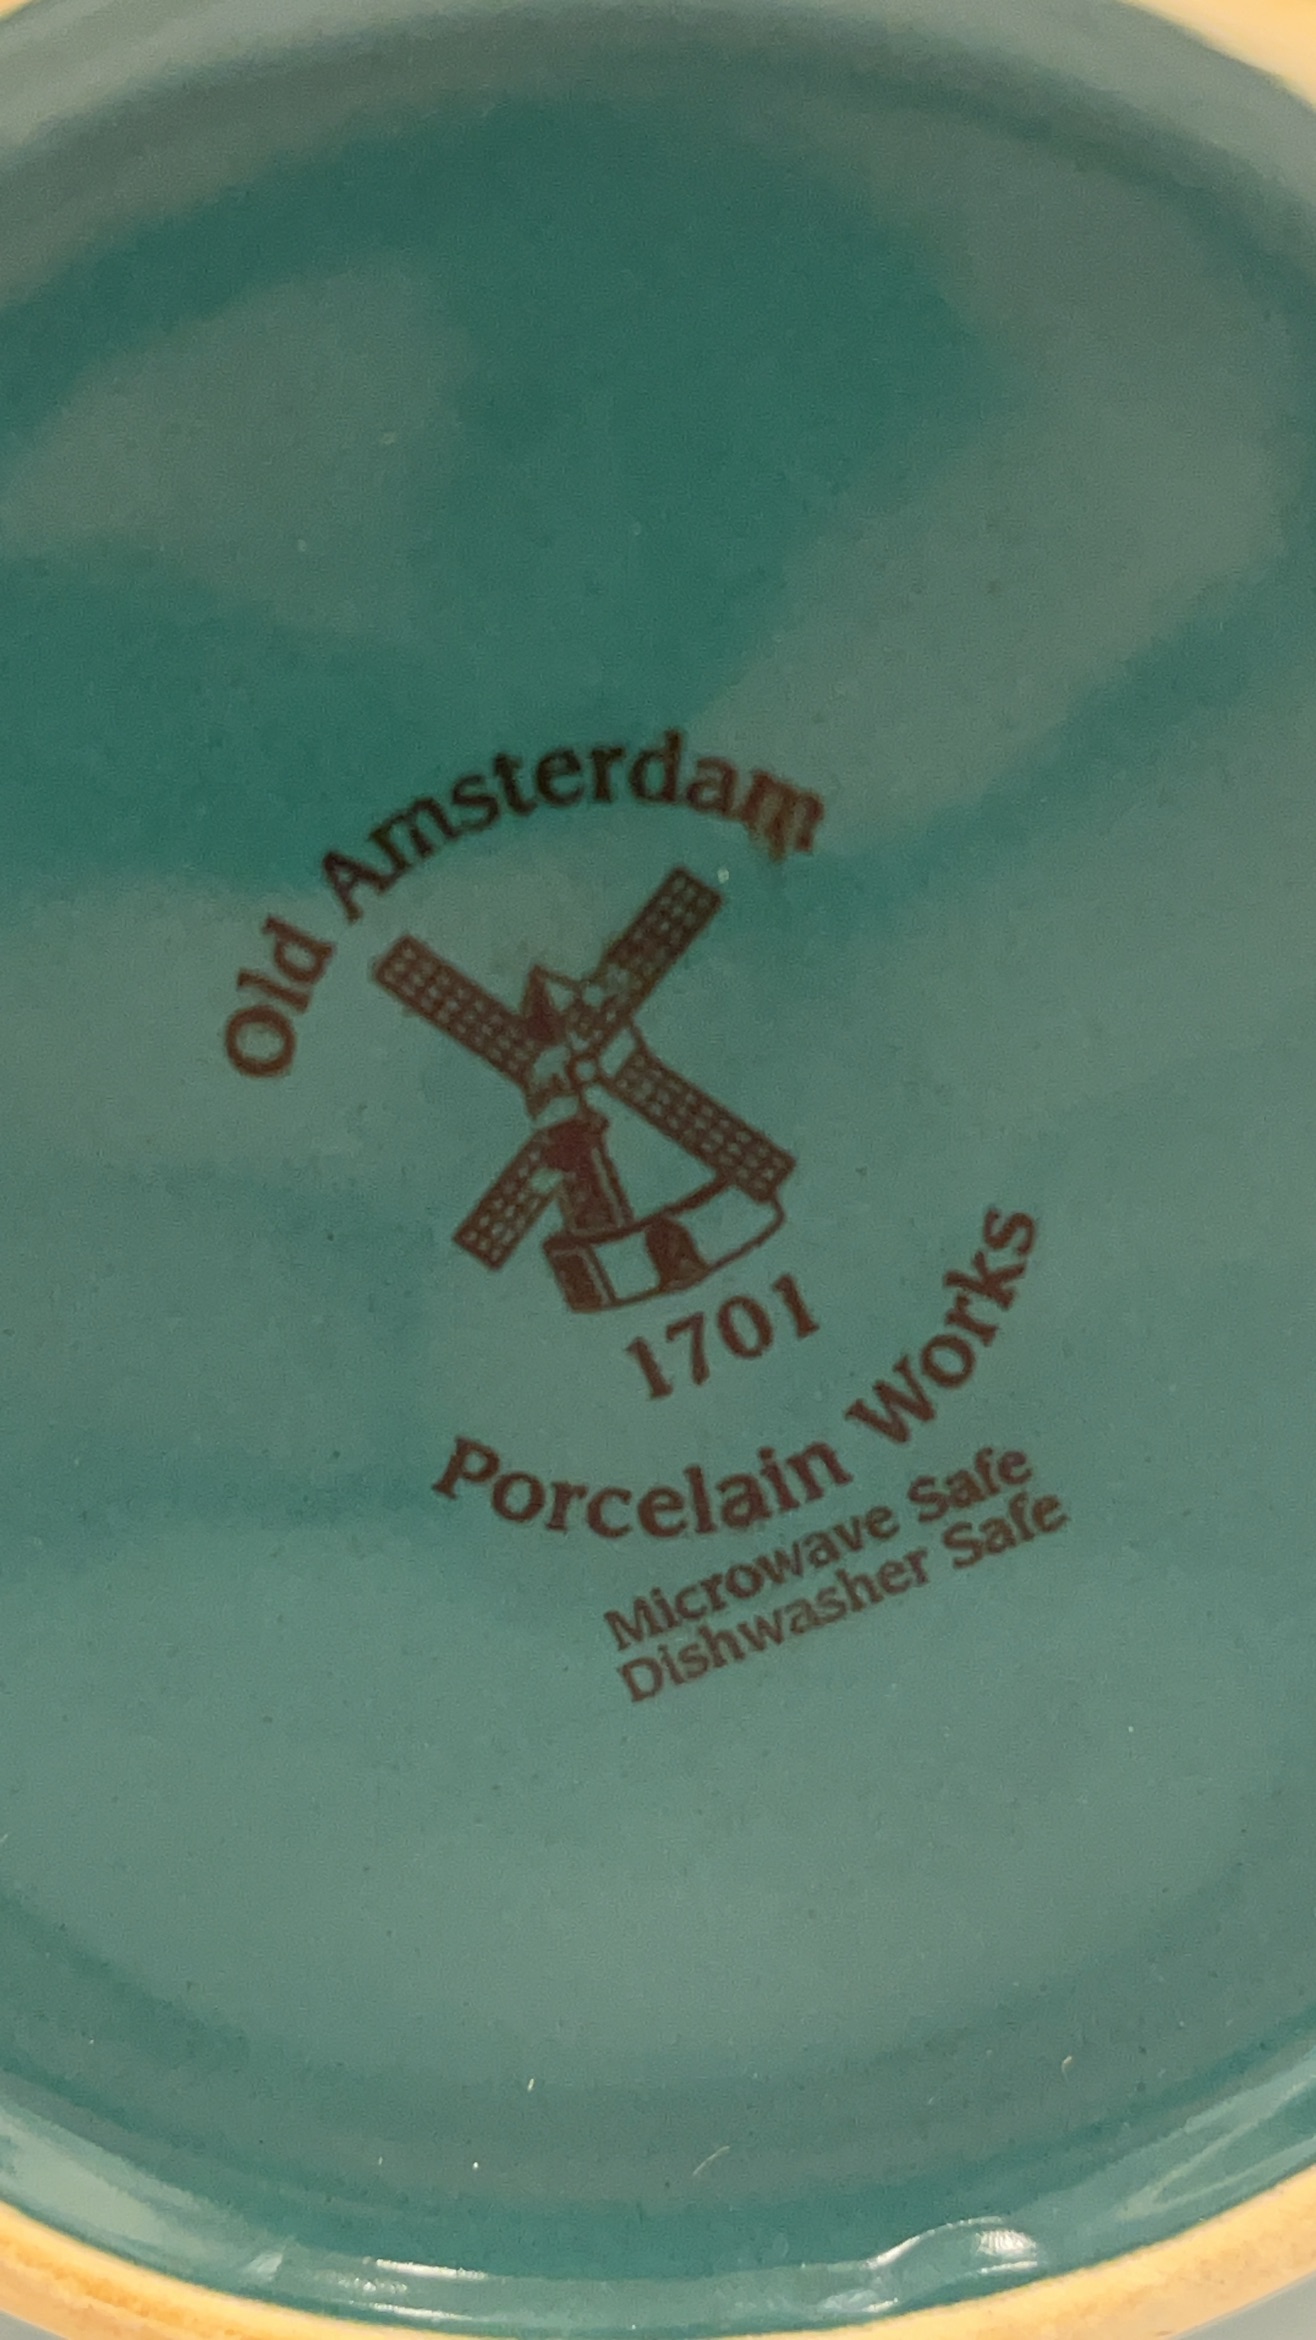 Old Amsterdam
1701
Porcelain Works
Microwave Safe
Dishwasher Safe